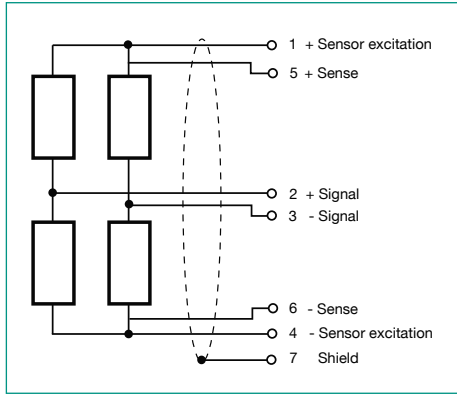 1 + Sensor excitation
5 + Sense
2 + Signal
3 - Signal
6 - Sense
4 - Sensor excitation
7 Shield